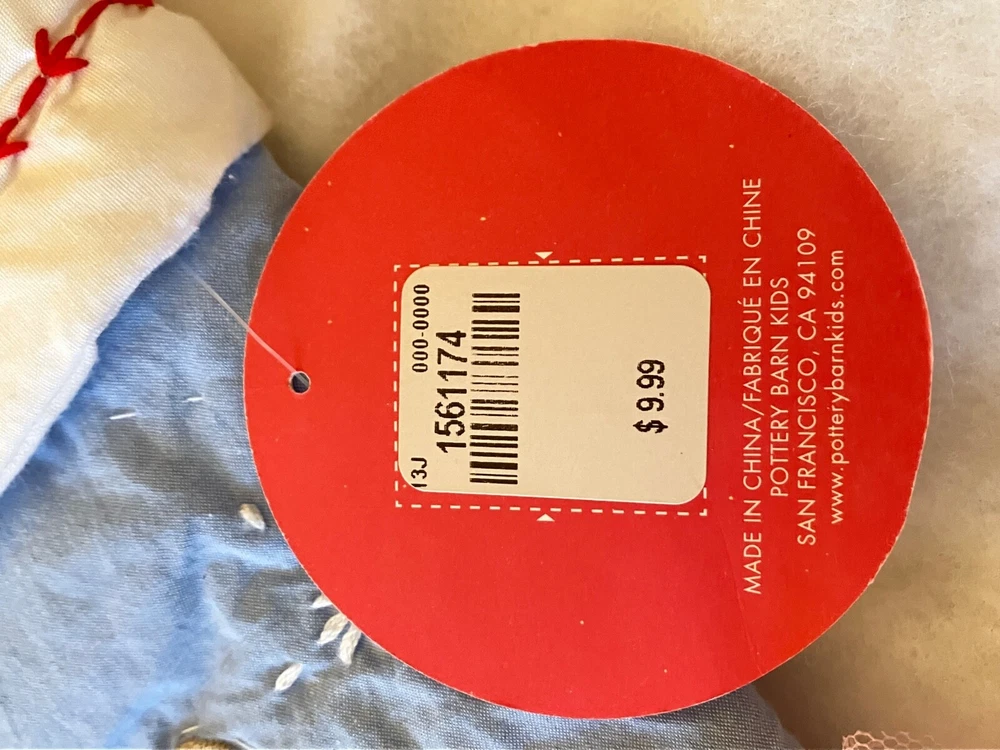 13J
000-0000
1561174
$ 9.99
MADE IN CHINA/FABRIQUÉ EN CHINE
POTTERY BARN KIDS
SAN FRANCISCO, CA 94109
www.potterybarnkids.com